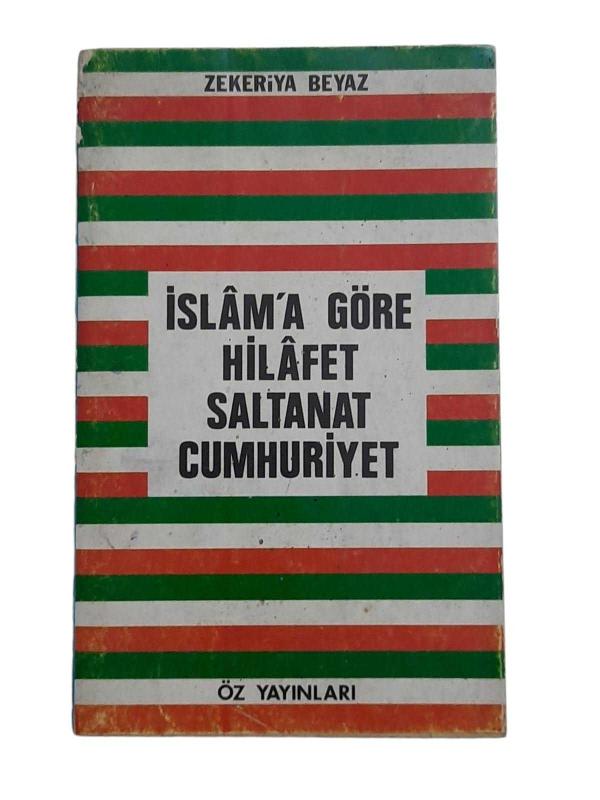 ZEKERİYA BEYAZ
İSLÂM'A GÖRE
HİLÂFET
SALTANAT
CUMHURİYET
ÖZ YAYINLARI